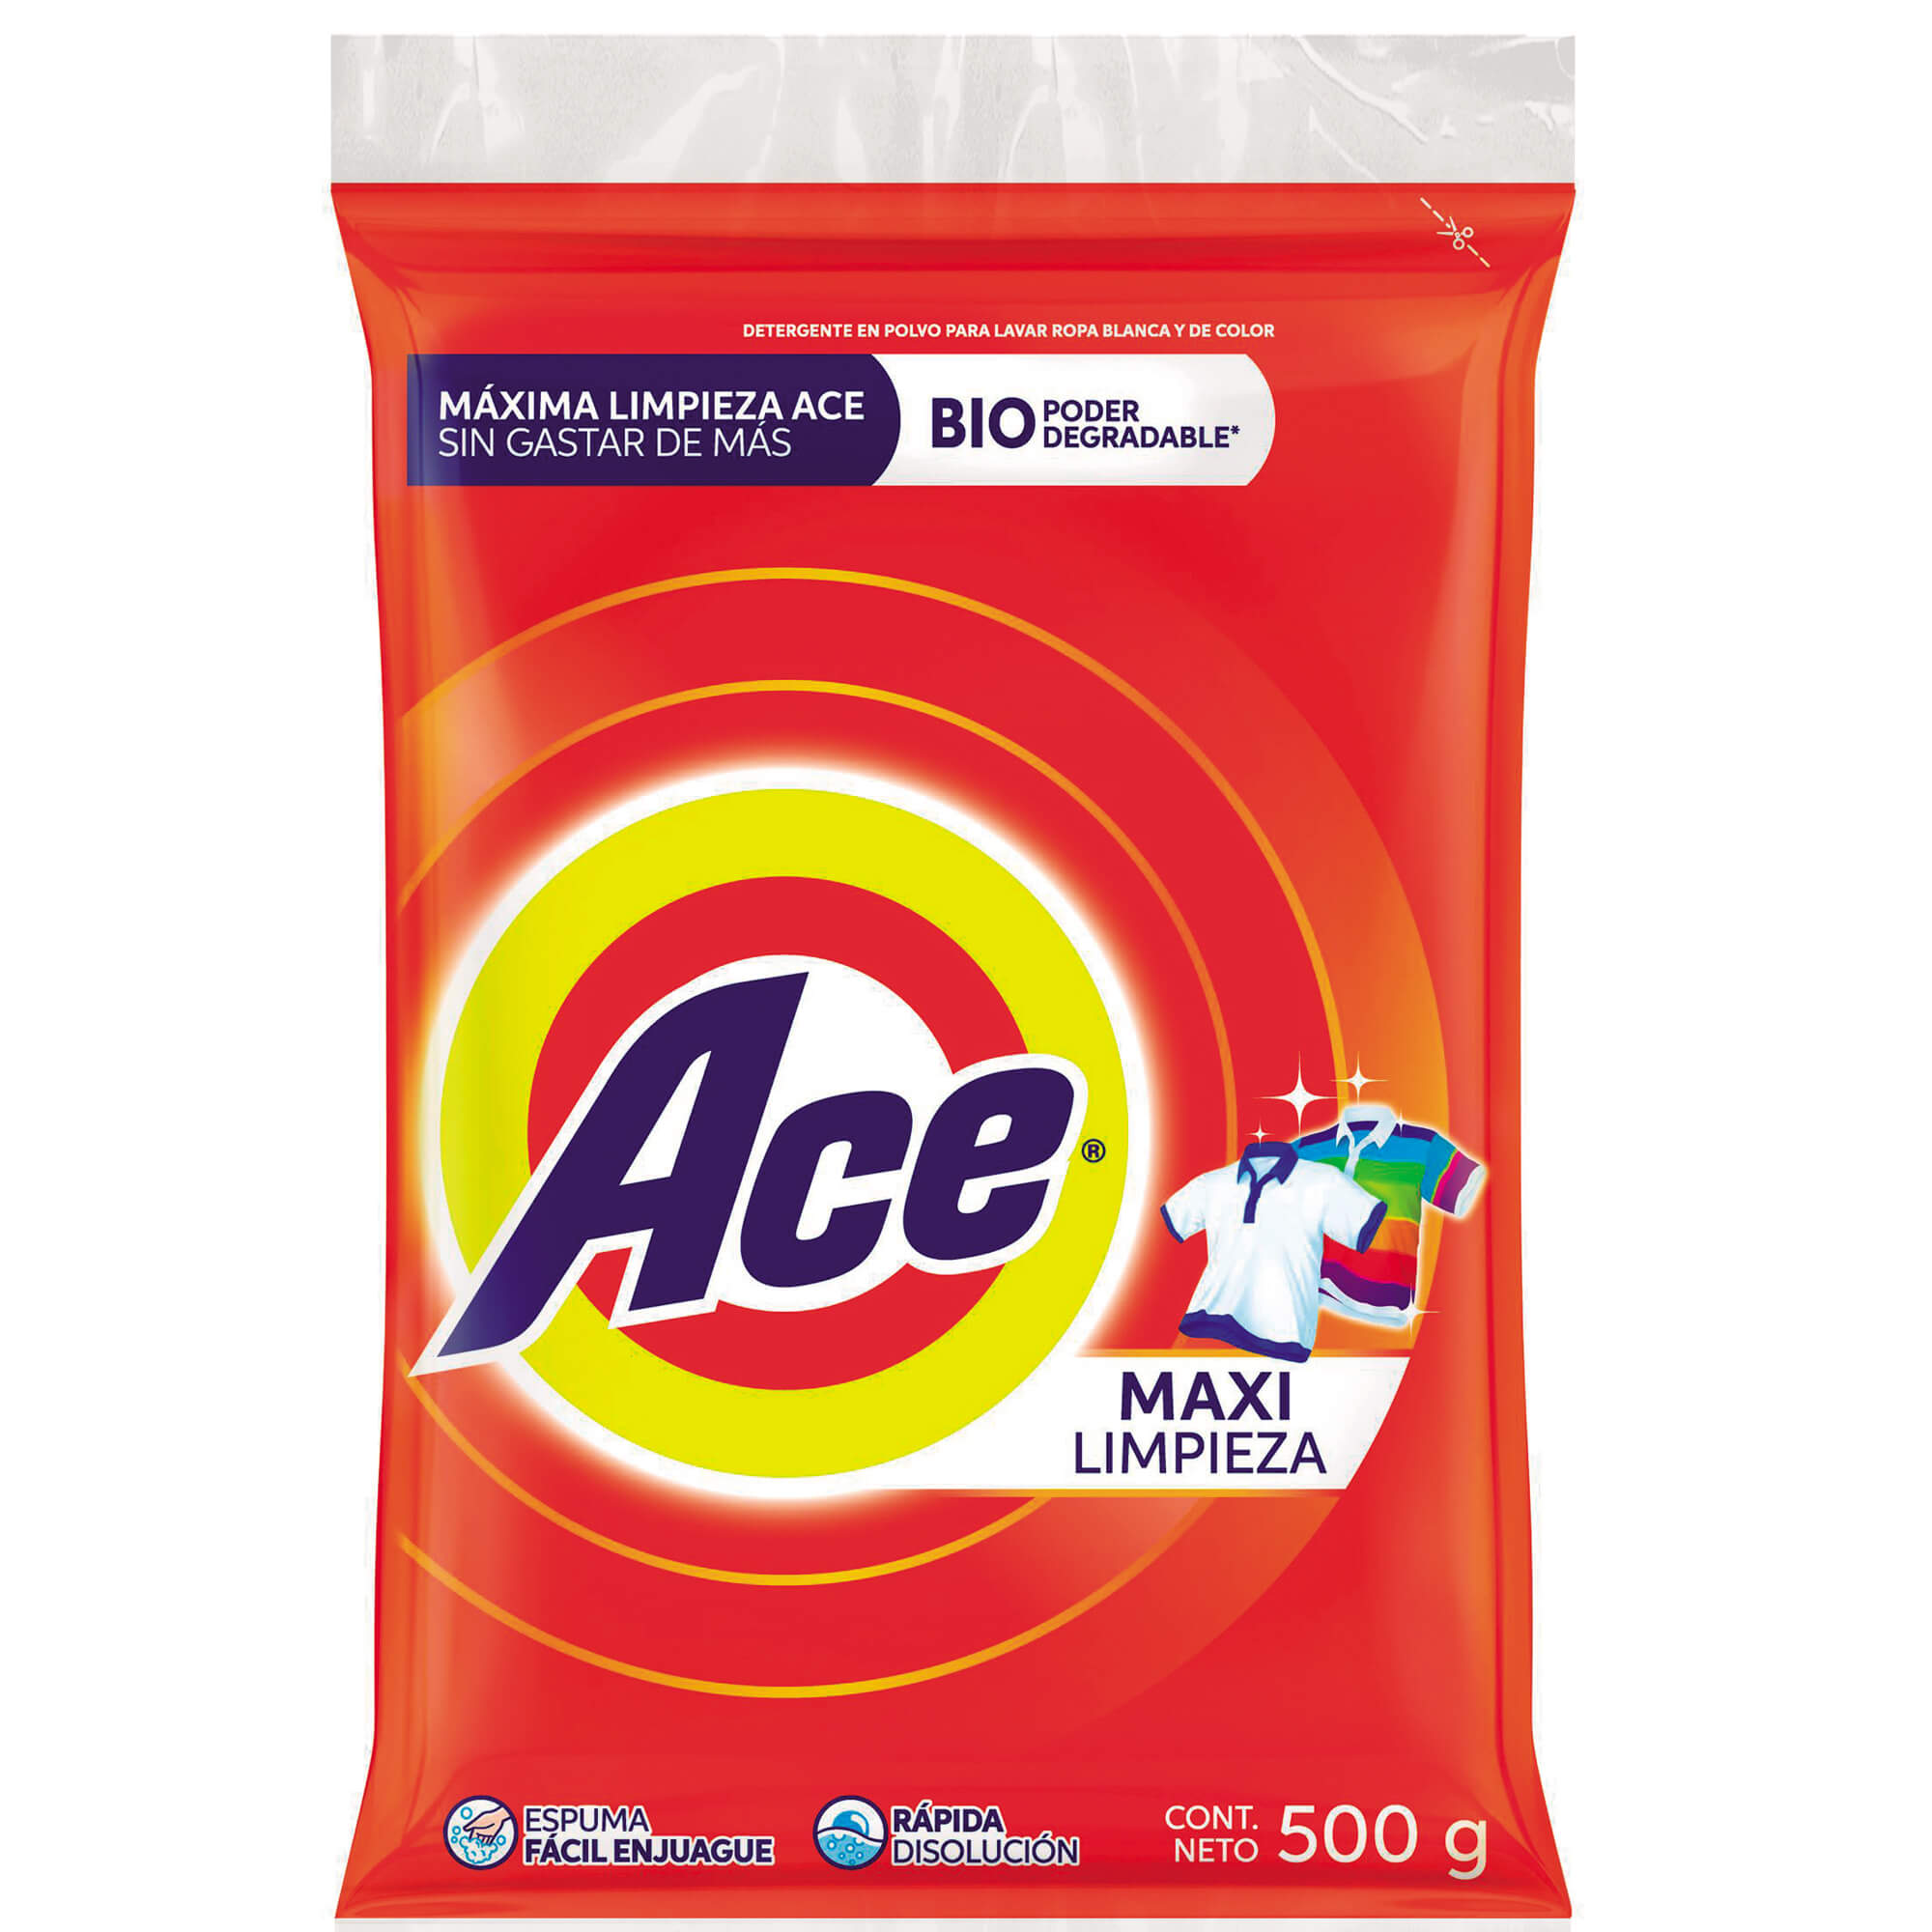 DETERGENTE EN POLVO PARA LAVAR ROPA BLANCA Y DE COLOR
MÁXIMA LIMPIEZA ACE
SIN GASTAR DE MÁS
BIO PODER
DEGRADABLE*
Ace®
MAXI
LIMPIEZA
ESPUMA
FÁCIL ENJUAGUE
RÁPIDA
DISOLUCIÓN
CONT.
NETO 500 g